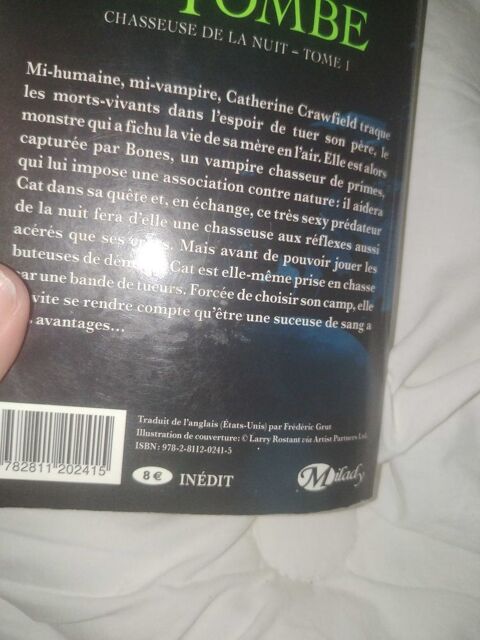 TOMBE
CHASSEUSE DE LA NUIT – TOME 1
Mi-humaine, mi-vampire, Catherine Crawfield traque
les morts-vivants dans l'espoir de tuer son père, le
monstre qui a fichu la vie de sa mère en l'air. Elle est alors
capturée par Bones, un vampire chasseur de primes,
qui lui impose une association contre nature : il aidera
Cat dans sa quête et, en échange, ce très sexy prédateur
de la nuit fera d'elle une chasseuse aux réflexes aussi
acérés que ses Mais avant de pouvoir jouer les
buteuses de Cat est elle-même prise en chasse
par une bande de tueurs. Forcée de choisir son camp, elle
vite se rendre compte qu'être une suceuse de sang a
avantages...
Traduit de l'anglais (États-Unis) par Frédéric Grut
Illustration de couverture : © Larry Rostant via Artist Partners Ltd.
ISBN : 978-2-8112-0241-5
782811 202415
8 €
INÉDIT
Milady